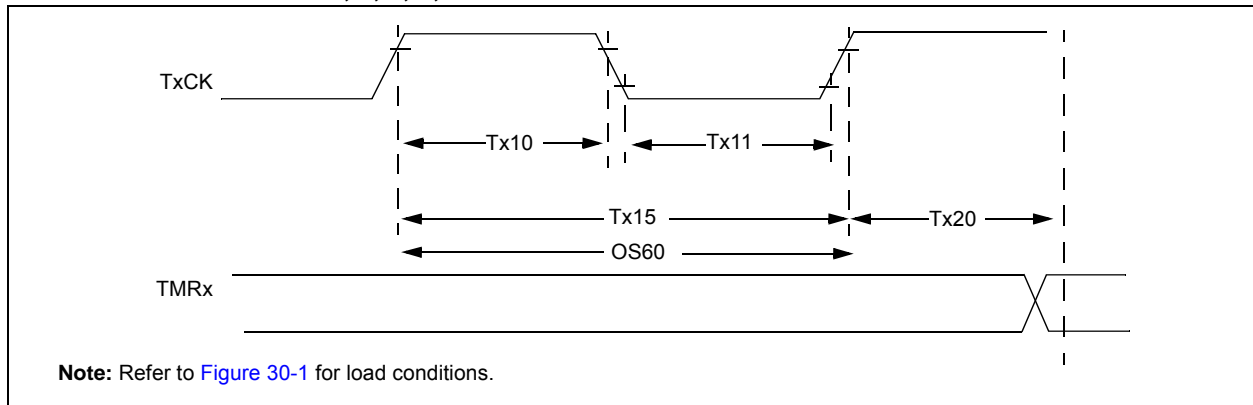 TxCK
Tx10
Tx11
Tx15
Tx20
OS60
TMRx
Note: Refer to Figure 30-1 for load conditions.